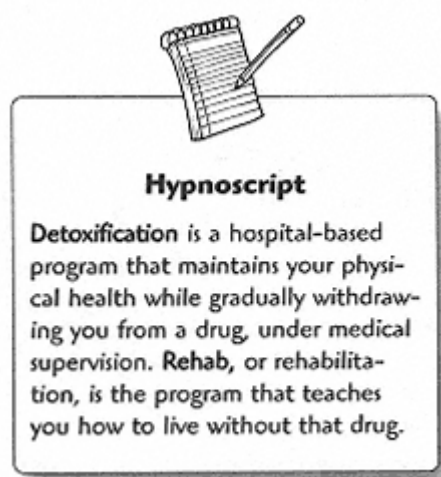 Hypnoscript
Detoxification is a hospital-based
program that maintains your physi-
cal health while gradually withdraw-
ing you from a drug, under medical
supervision. Rehab, or rehabilita-
tion, is the program that teaches
you how to live without that drug.